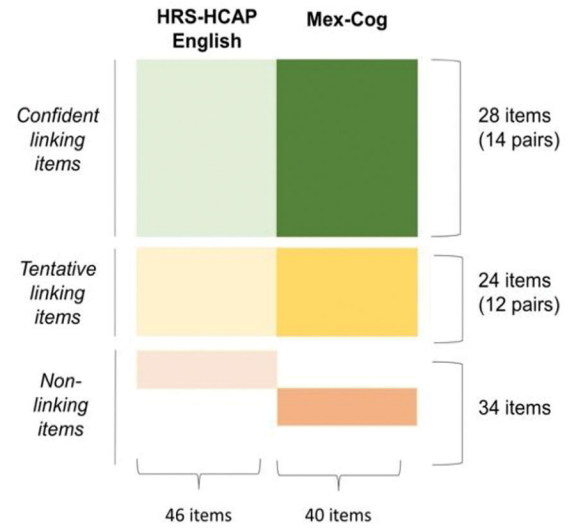 HRS-HCAP
English
Mex-Cog
Confident
linking
items
28 items
(14 pairs)
Tentative
linking
items
24 items
(12 pairs)
Non-
linking
items
34 items
46 items
40 items